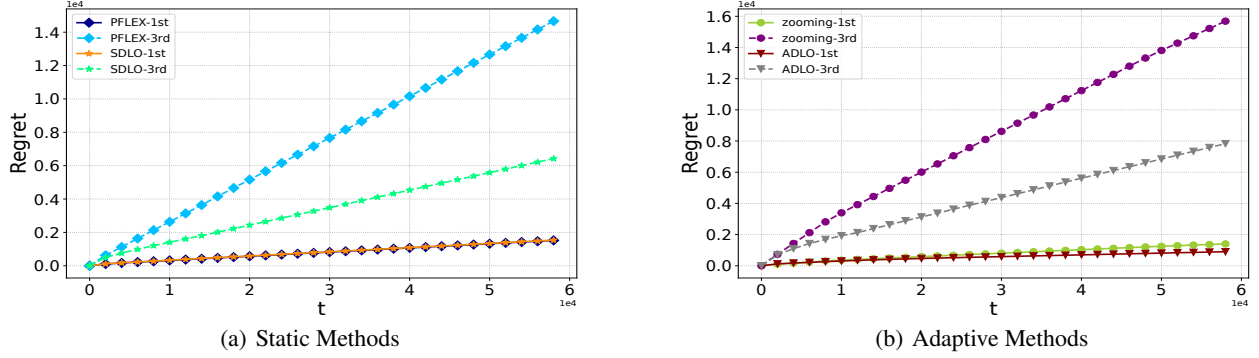 1e4
PFLEX-1st
PFLEX-3rd
SDLO-1st
SDLO-3rd
1.4
1.2
1.0
0.8
0.6
0.4
0.2
0.0
Regret
0 1 2 3 4 5 6
1e4
t
(a) Static Methods
1e4
zooming-1st
zooming-3rd
ADLO-1st
ADLO-3rd
1.6
1.4
1.2
1.0
0.8
0.6
0.4
0.2
0.0
Regret
0 1 2 3 4 5 6
1e4
t
(b) Adaptive Methods